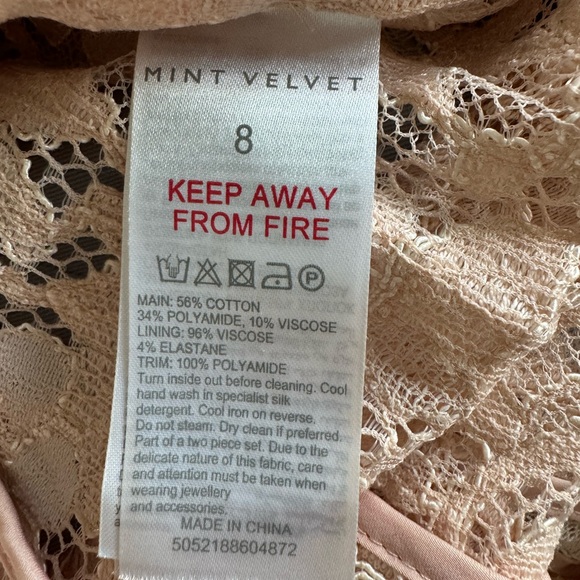 MINT VELVET
8
KEEP AWAY
FROM FIRE
P
MAIN: 56% COTTON
34% POLYAMIDE, 10% VISCOSE
LINING: 96% VISCOSE
4% ELASTANE
TRIM: 100% POLYAMIDE
Turn inside out before cleaning. Cool
hand wash in specialist silk
detergent. Cool iron on reverse.
Do not steam. Dry clean if preferred.
Part of a two piece set. Due to the
delicate nature of this fabric, care
and attention must be taken when
wearing jewellery
and accessories.
MADE IN CHINA
5052188604872